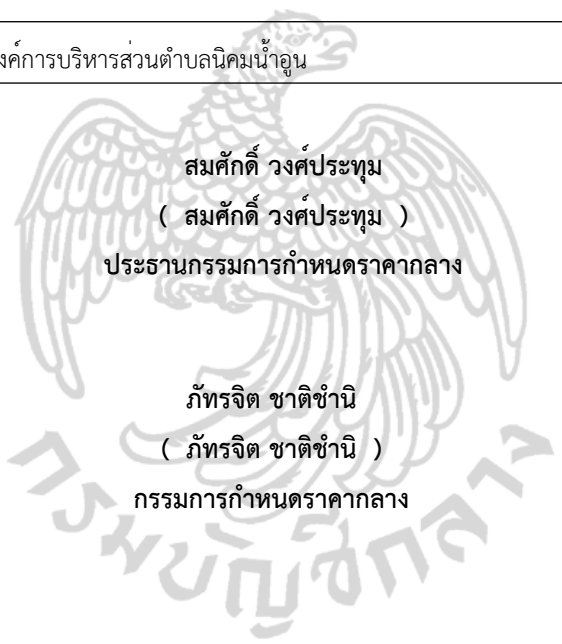 งค์การบริหารส่วนตำบลนิคมน้ำอูน
สมศักดิ์ วงศ์ประทุม
( สมศักดิ์ วงศ์ประทุม )
ประธานกรรมการกำหนดราคากลาง
ภัทรจิต ชาติชำนิ
( ภัทรจิต ชาติชำนิ )
กรรมการกำหนดราคากลาง
กรมบัญชีกลาง